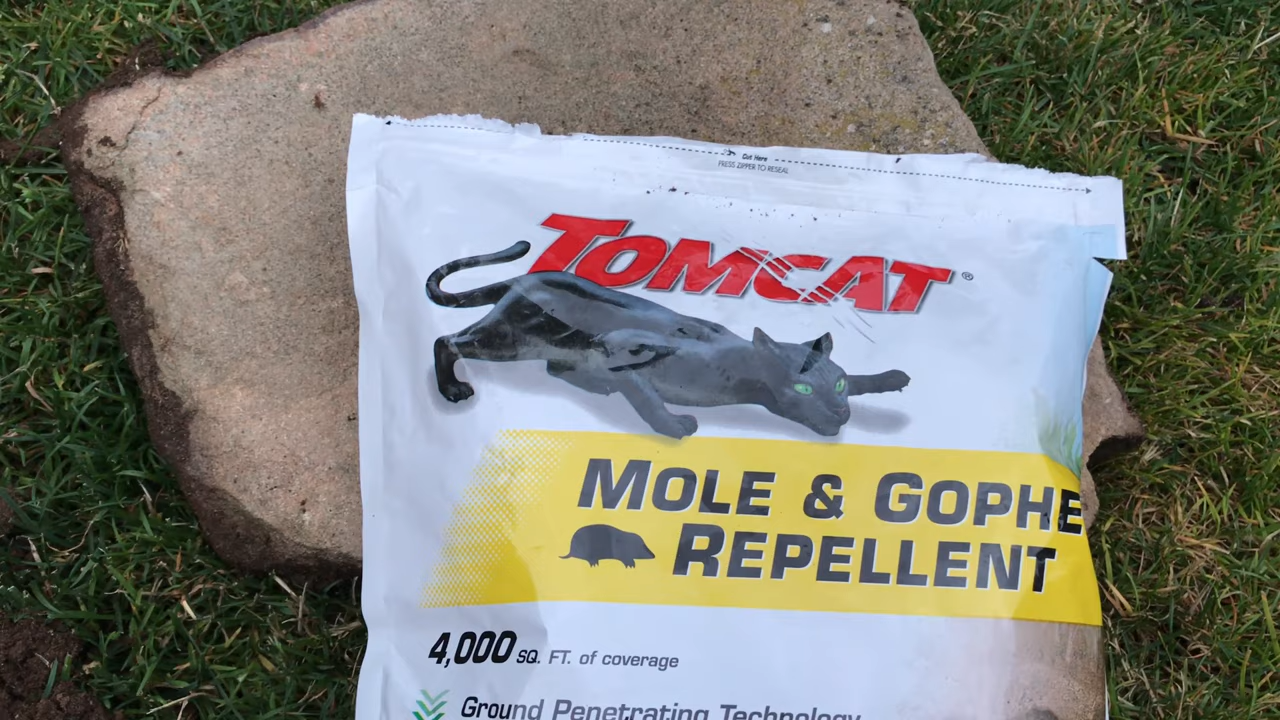 Cut Here
PRESS ZIPPER TO RESEAL
TOMCAT®
MOLE & GOPHE
REPELLENT
4,000 SQ. FT. of coverage
Ground Penetrating Technology